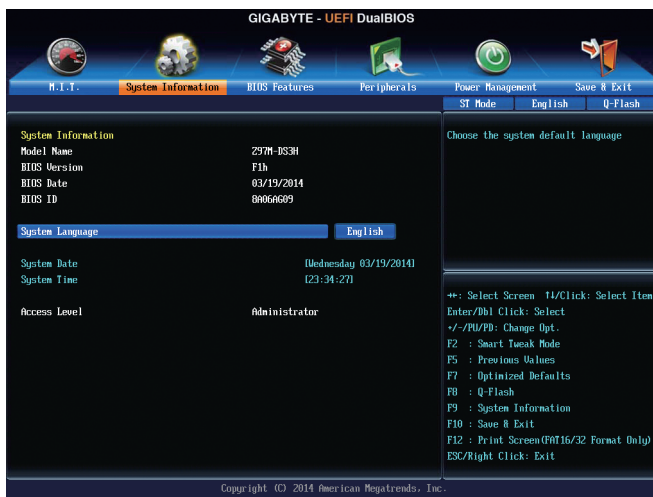 GIGABYTE - UEFI DualBIOS
M.I.T. System Information BIOS Features Peripherals Power Management Save & Exit
ST Mode English Q-Flash
System Information
Model Name Z97M-DS3H
BIOS Version F1h
BIOS Date 03/19/2014
BIOS ID 8A06AG09
System Language English
System Date [Wednesday 03/19/2014]
System Time [23:34:27]
Access Level Administrator
Choose the system default language
→←: Select Screen ↑↓/Click: Select Item
Enter/Dbl Click: Select
+/-/PU/PD: Change Opt.
F2 : Smart Tweak Mode
F5 : Previous Values
F7 : Optimized Defaults
F8 : Q-Flash
F9 : System Information
F10 : Save & Exit
F12 : Print Screen(FAT16/32 Format Only)
ESC/Right Click: Exit
Copyright (C) 2014 American Megatrends, Inc.